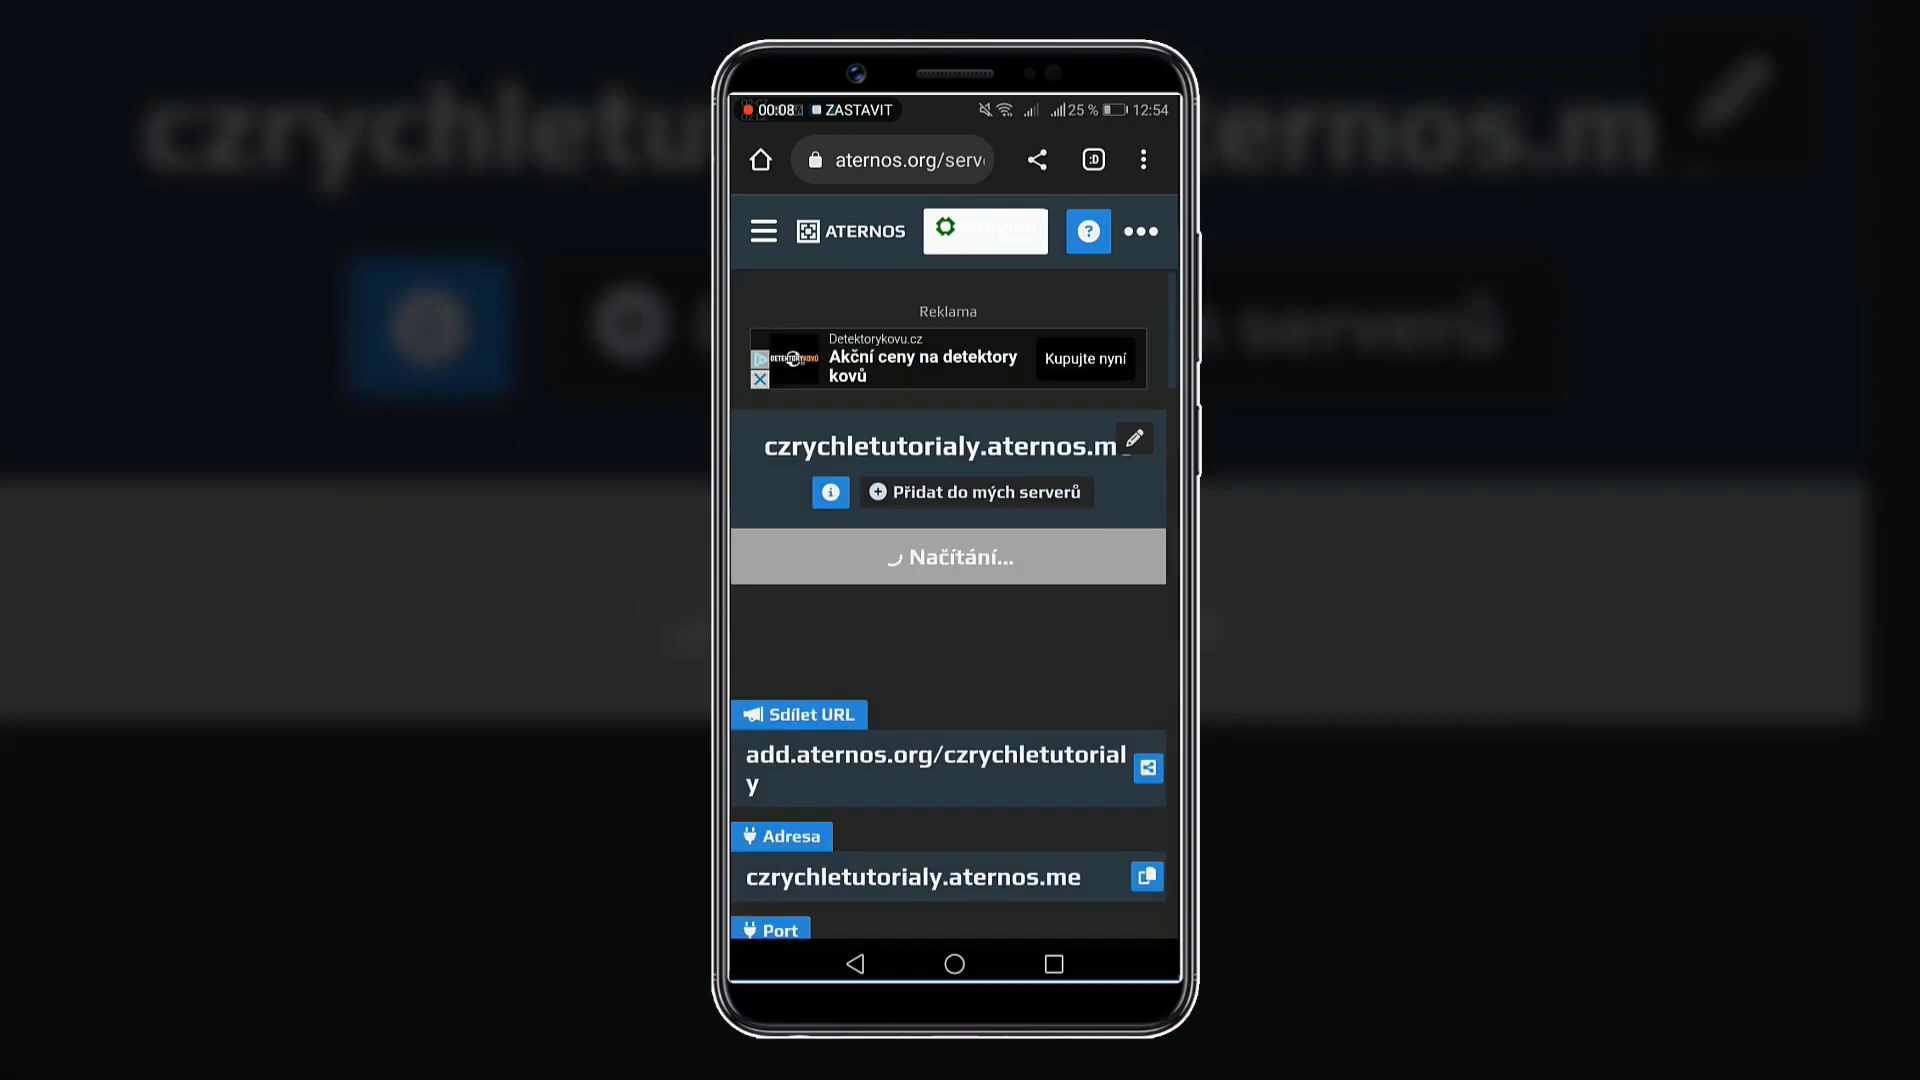 00:08 ZASTAVIT 25 % 12:54
aternos.org/serv
ATERNOS
Reklama
Detektorykovu.cz
Akční ceny na detektory
kovů
Kupujte nyní
DETEKTORYKOVŮ
czrychletutorialy.aternos.m
Přidat do mých serverů
Načítání...
Sdílet URL
add.aternos.org/czrychletutorial
y
Adresa
czrychletutorialy.aternos.me
Port